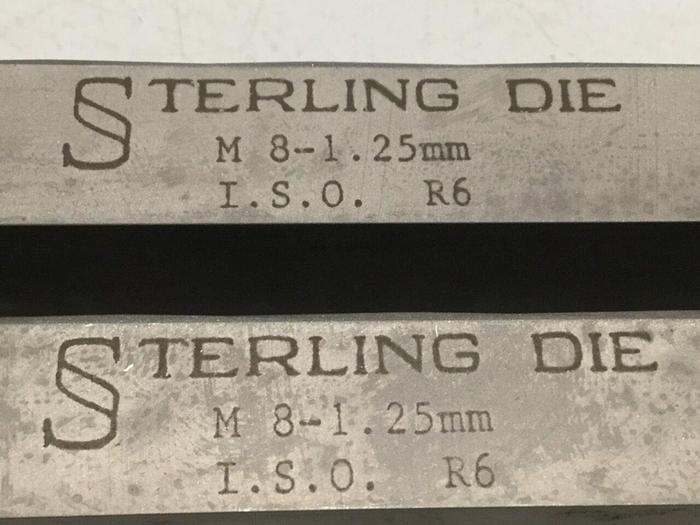 STERLING DIE
M 8-1.25mm
I.S.O. R6
STERLING DIE
M 8-1.25mm
I.S.O. R6